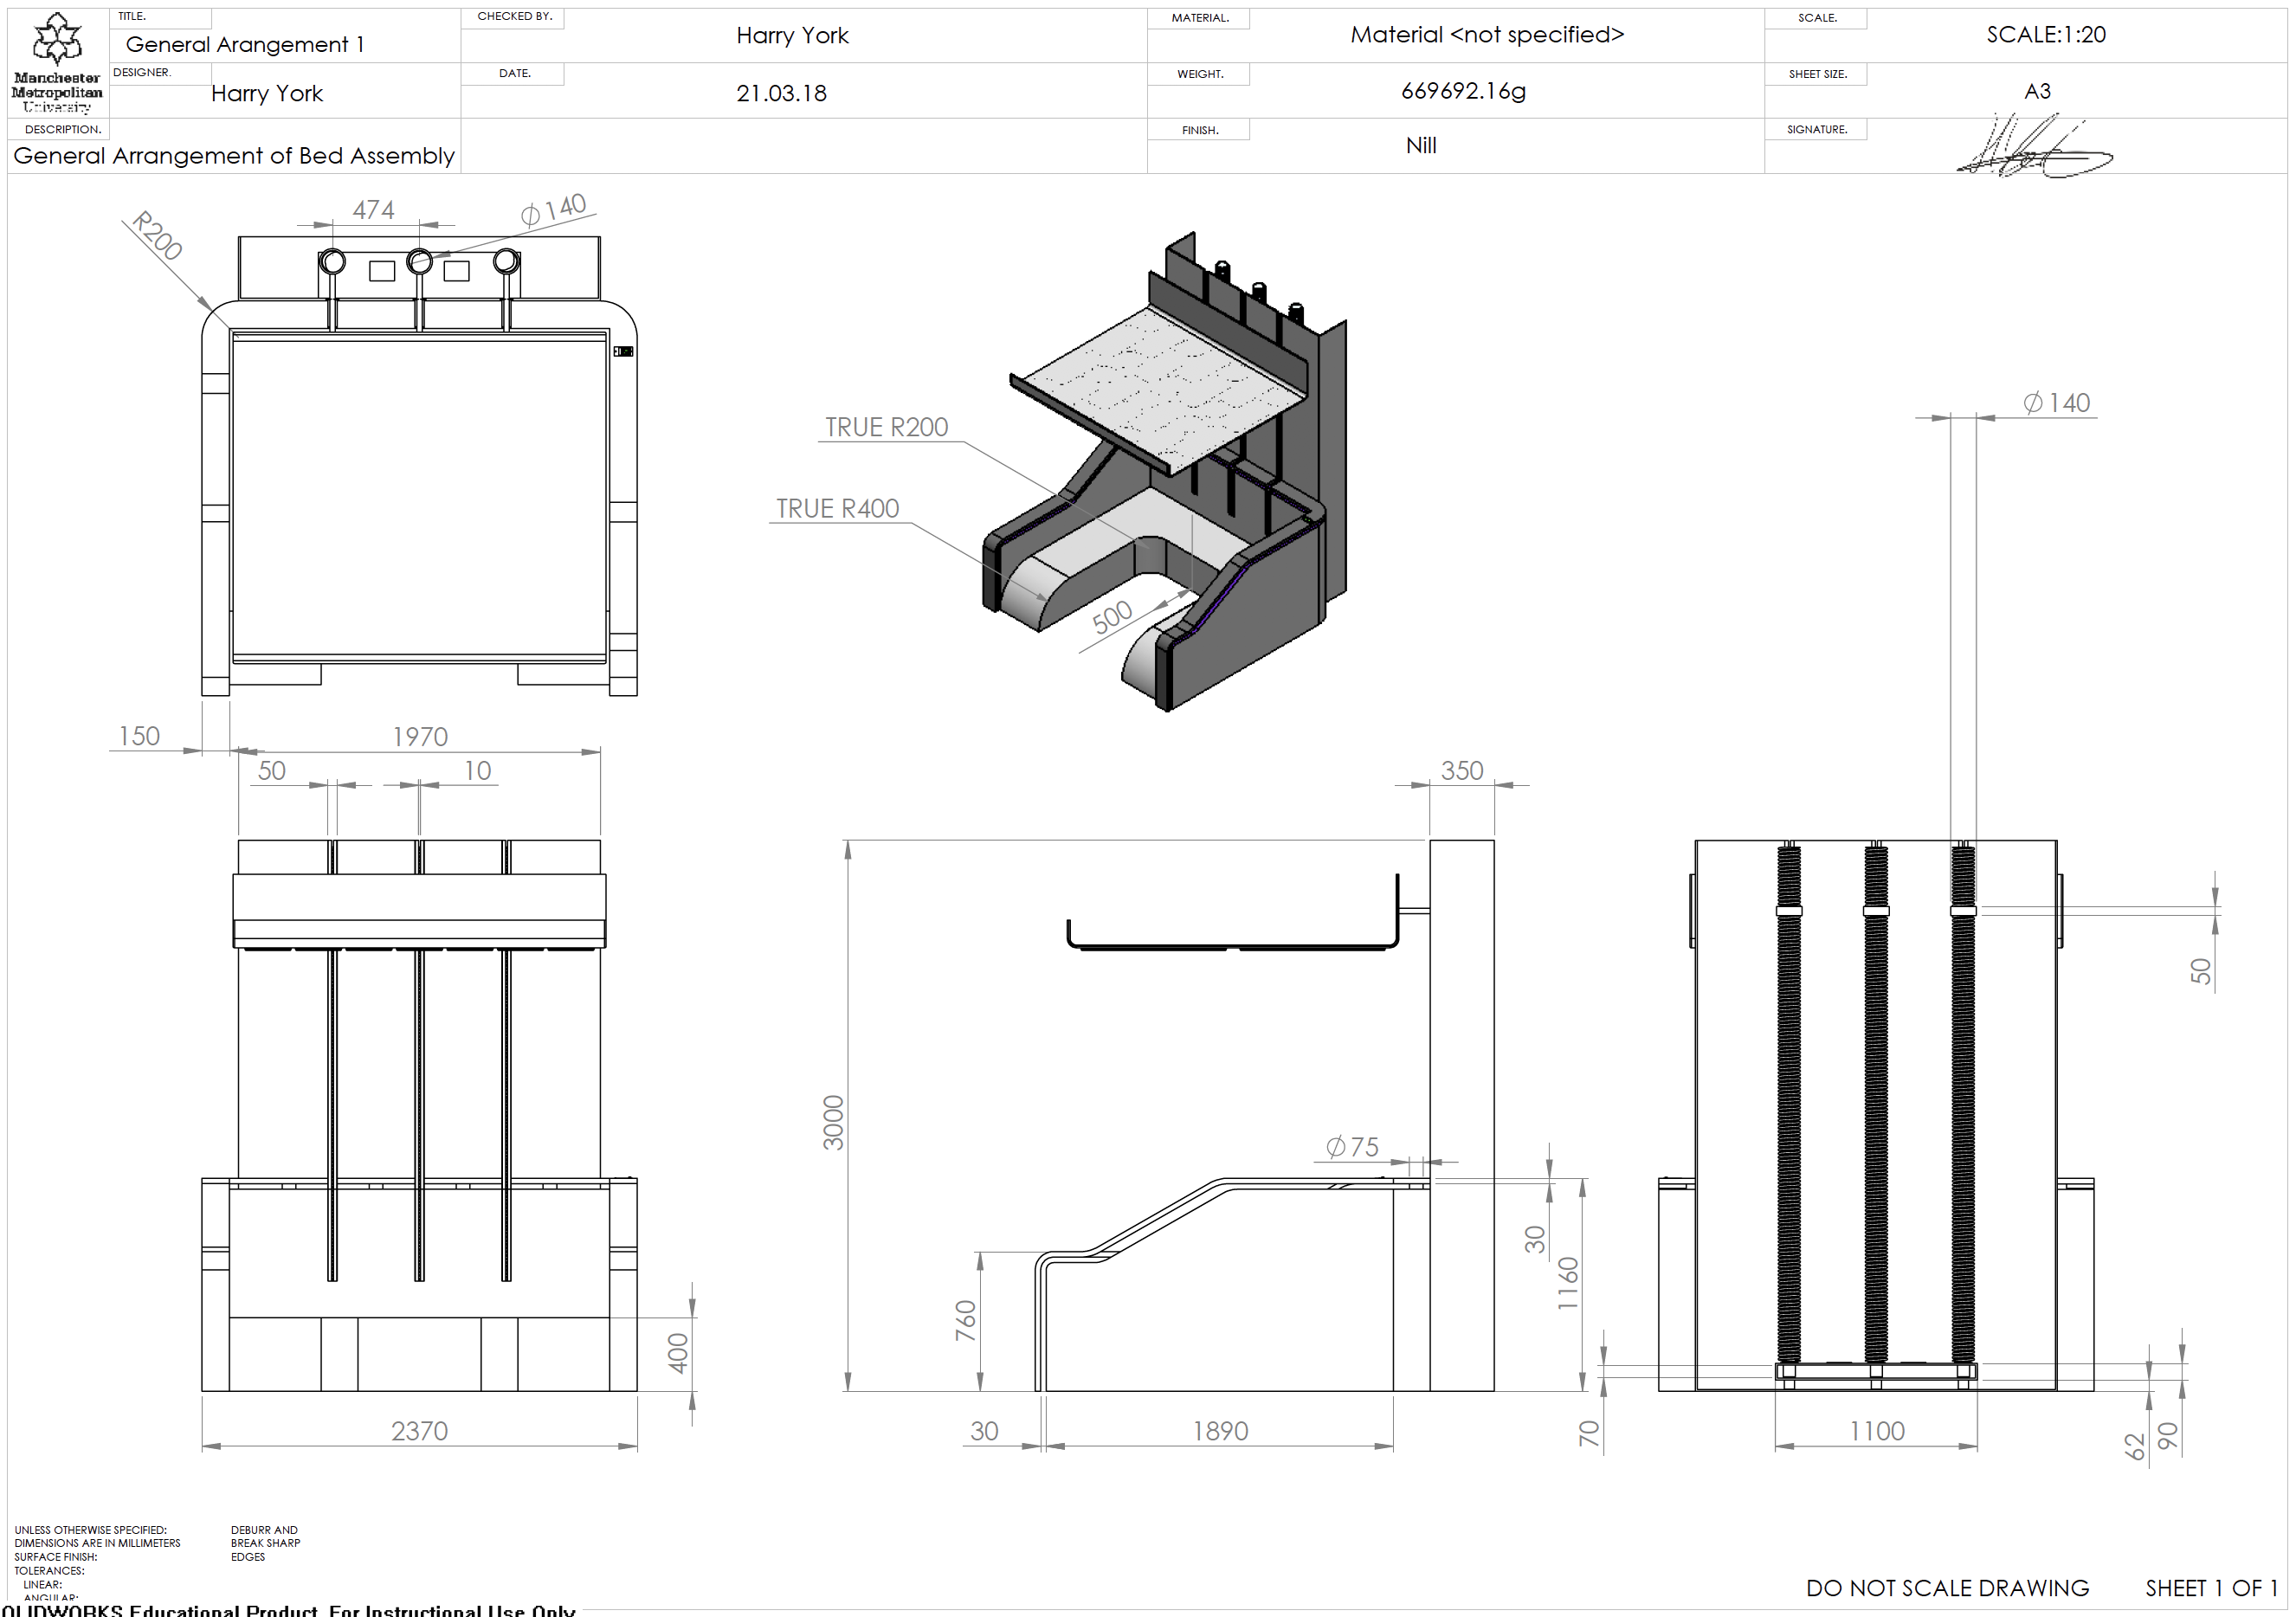 Manchester
Metropolitan
University
TITLE.
General Arangement 1
CHECKED BY.
Harry York
MATERIAL.
Material <not specified>
SCALE.
SCALE:1:20
DESIGNER.
Harry York
DATE.
21.03.18
WEIGHT.
669692.16g
SHEET SIZE.
A3
DESCRIPTION.
General Arrangement of Bed Assembly
FINISH.
Nill
SIGNATURE.
R200
474
∅140
TRUE R200
TRUE R400
500
∅140
150
1970
50
10
350
3000
∅75
30
1160
760
400
2370
30
1890
50
70
1100
62
90
UNLESS OTHERWISE SPECIFIED:
DIMENSIONS ARE IN MILLIMETERS
SURFACE FINISH:
TOLERANCES:
LINEAR:
ANGULAR:
DEBURR AND
BREAK SHARP
EDGES
DO NOT SCALE DRAWING
SHEET 1 OF 1
OLIDWORKS Educational Product. For Instructional Use Only